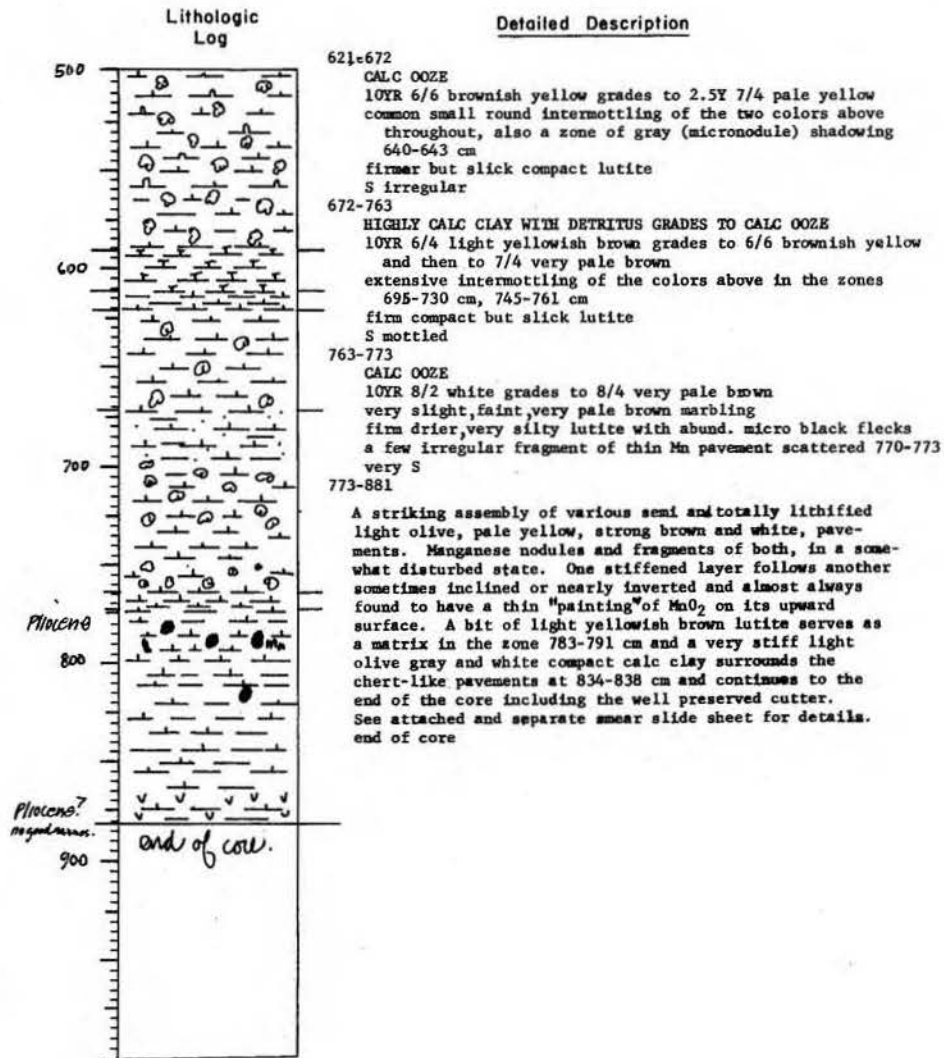 Lithologic
Log
Detailed Description
500
600
700
Pliocene
Mn
800
Pliocene?
no good
900
end of core.
621-672
CALC OOZE
10YR 6/6 brownish yellow grades to 2.5Y 7/4 pale yellow
common small round intermottling of the two colors above
throughout, also a zone of gray (micronodule) shadowing
640-643 cm
firmer but slick compact lutite
S irregular
672-763
HIGHLY CALC CLAY WITH DETRITUS GRADES TO CALC OOZE
10YR 6/4 light yellowish brown grades to 6/6 brownish yellow
and then to 7/4 very pale brown
extensive intermottling of the colors above in the zones
695-730 cm, 745-761 cm
firm compact but slick lutite
S mottled
763-773
CALC OOZE
10YR 8/2 white grades to 8/4 very pale brown
very slight,faint,very pale brown marbling
firm drier,very silty lutite with abund. micro black flecks
a few irregular fragment of thin Mn pavement scattered 770-773
very S
773-881
A striking assembly of various semi and totally lithified
light olive, pale yellow, strong brown and white, pave-
ments. Manganese nodules and fragments of both, in a some-
what disturbed state. One stiffened layer follows another
sometimes inclined or nearly inverted and almost always
found to have a thin "painting" of MnO2 on its upward
surface. A bit of light yellowish brown lutite serves as
a matrix in the zone 783-791 cm and a very stiff light
olive gray and white compact calc clay surrounds the
chert-like pavements at 834-838 cm and continues to the
end of the core including the well preserved cutter.
See attached and separate smear slide sheet for details.
end of core